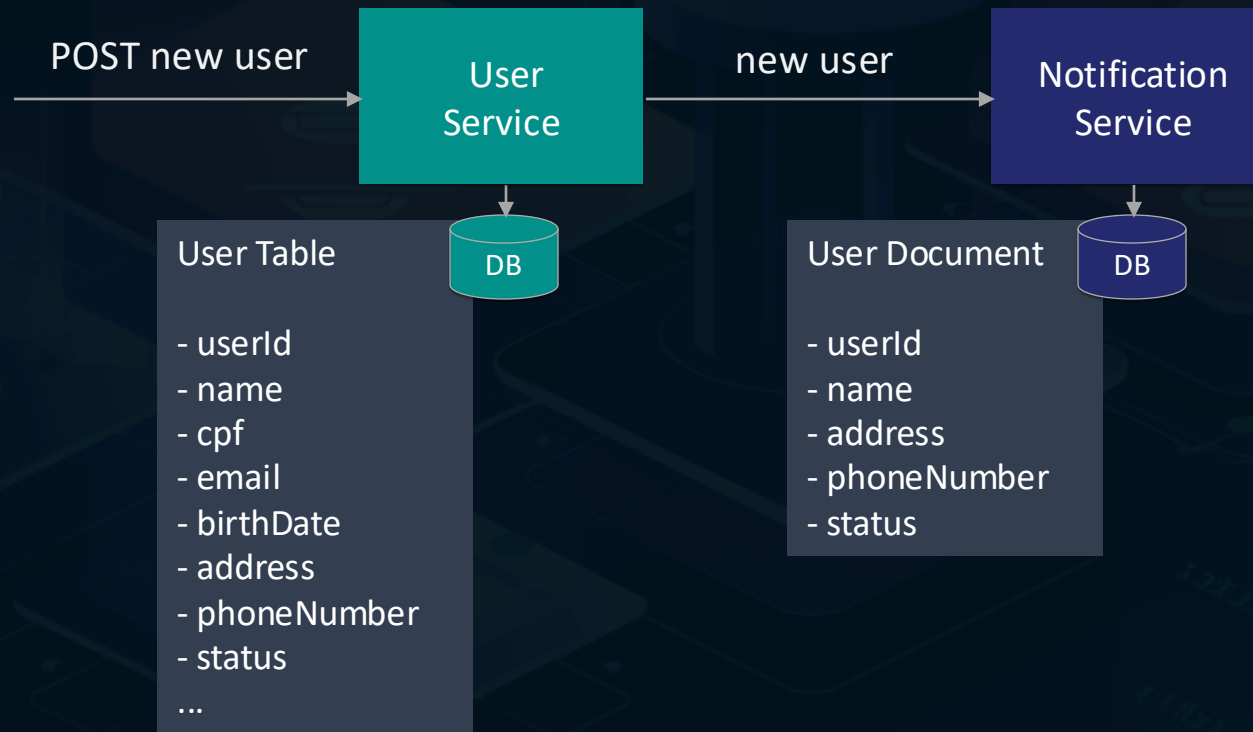 POST new user
User
Service
new user
Notification
Service
User Table
DB
- userId
- name
- cpf
- email
- birthDate
- address
- phoneNumber
- status
...
User Document
DB
- userId
- name
- address
- phoneNumber
- status